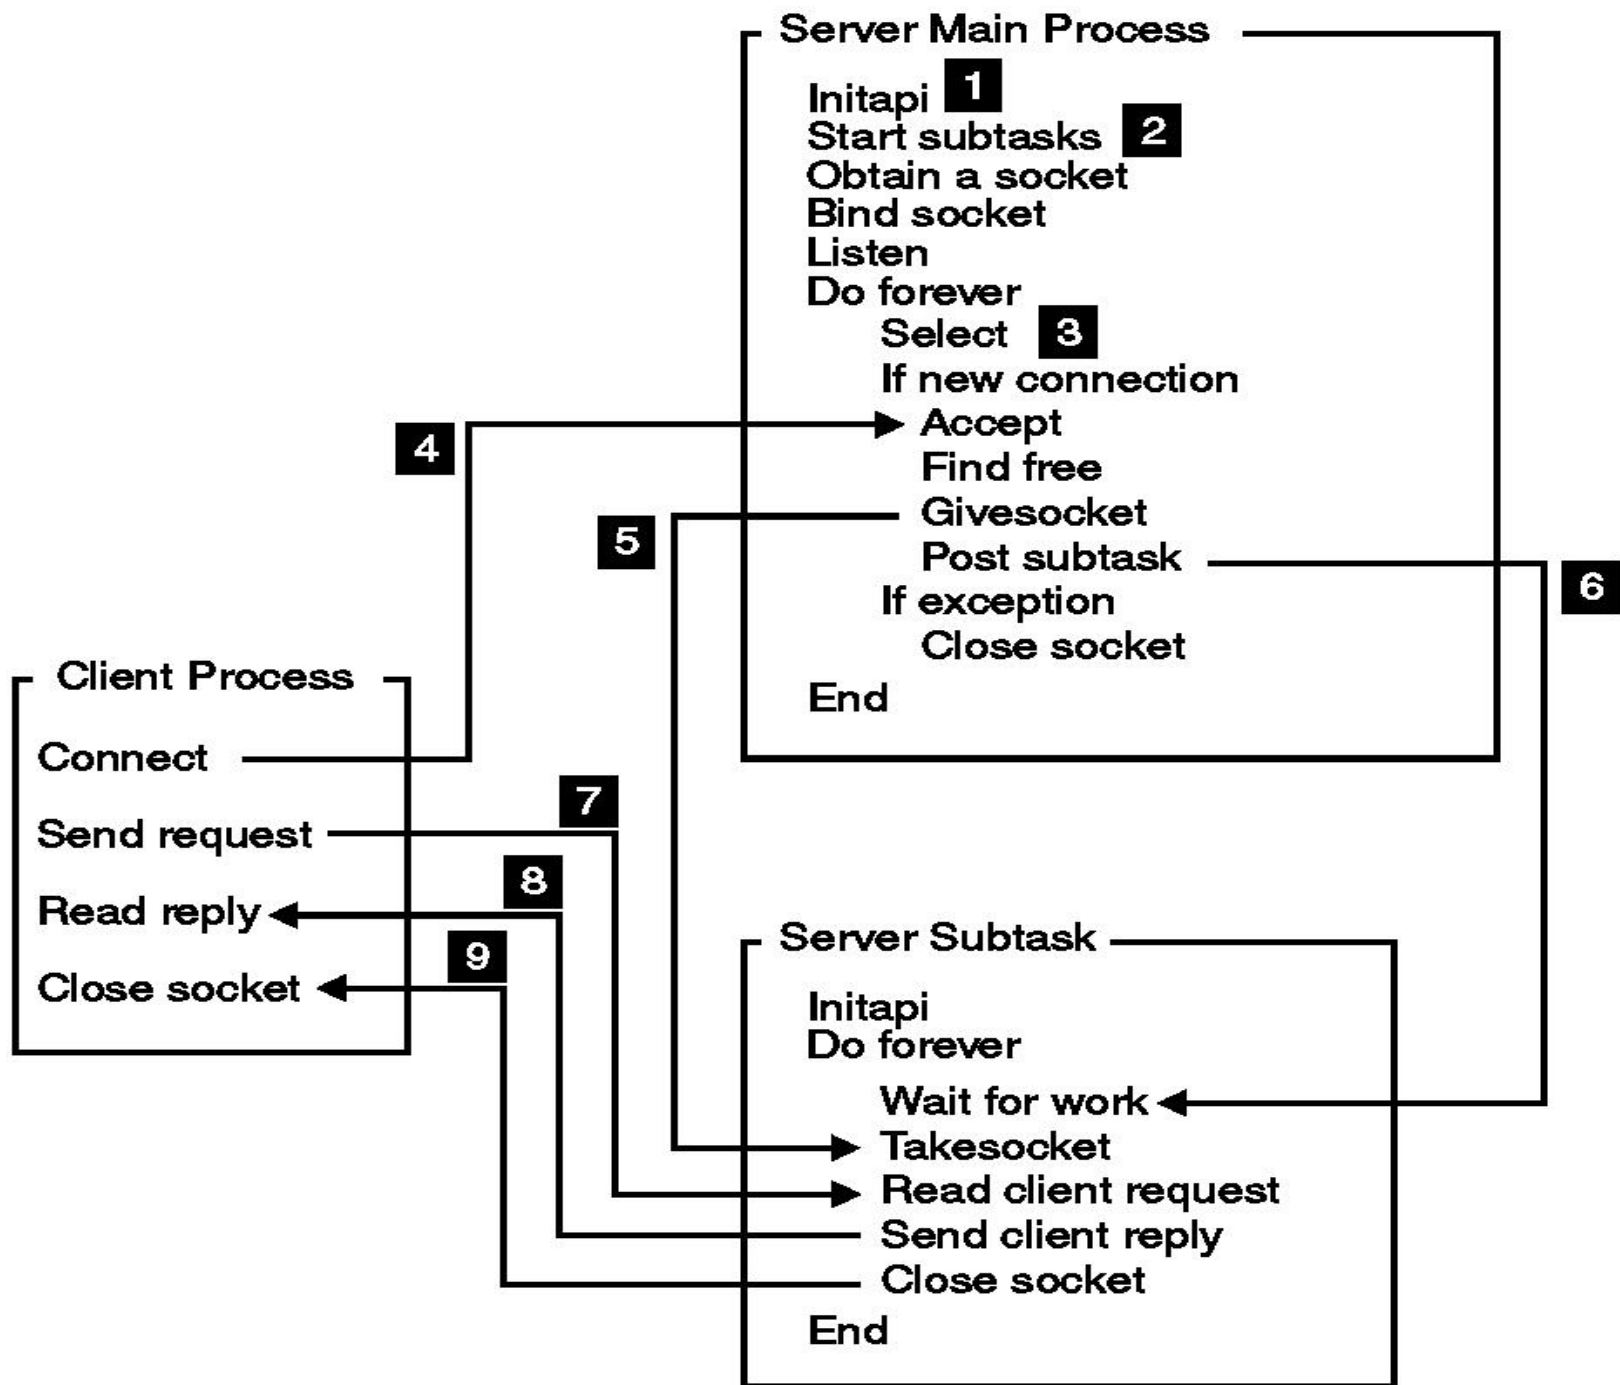 Server Main Process
Initapi 1
Start subtasks 2
Obtain a socket
Bind socket
Listen
Do forever
Select 3
If new connection
4 Accept
Find free
5 Givesocket
Post subtask
6
If exception
Close socket
End
Client Process
Connect
7
Send request
8
Read reply
9
Close socket
Server Subtask
Initapi
Do forever
Wait for work
Takesocket
Read client request
Send client reply
Close socket
End